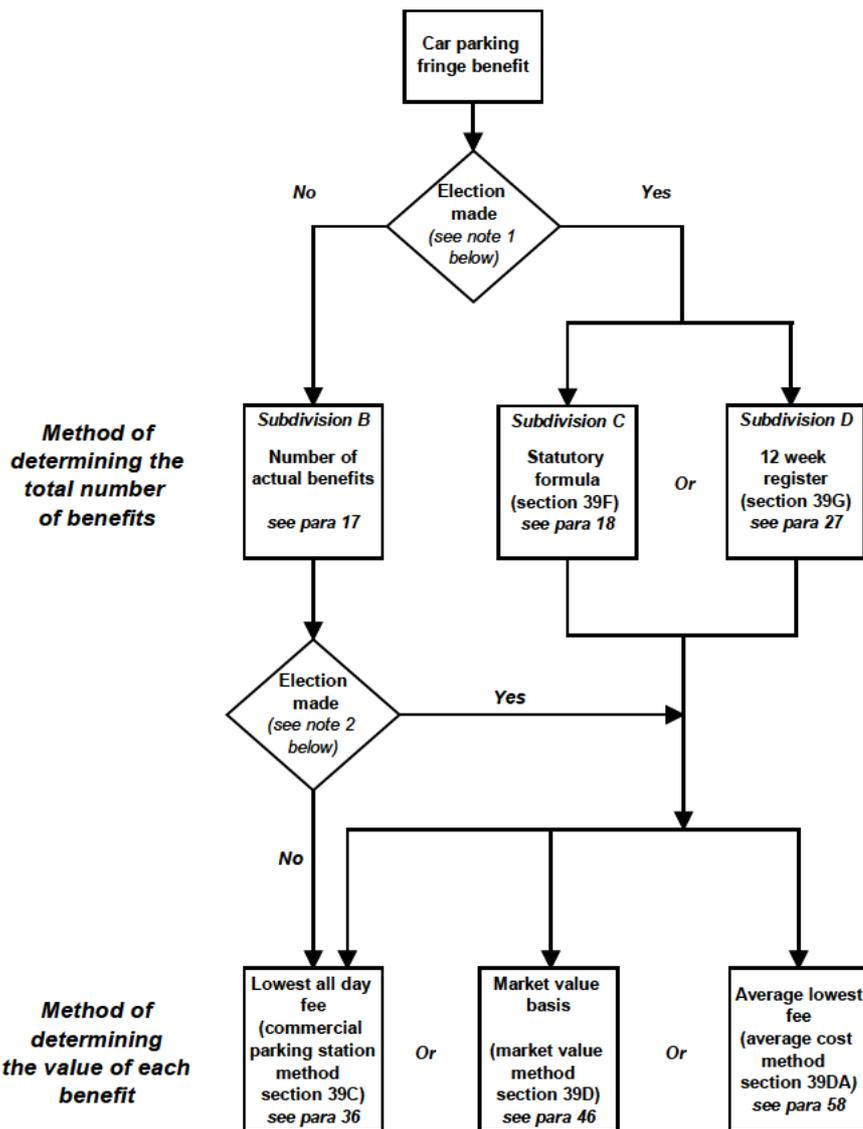 Car parking
fringe benefit
No
Election
made
(see note 1
below)
Yes
Method of
determining the
total number
of benefits
Subdivision B
Number of
actual benefits
see para 17
Subdivision C
Statutory
formula
(section 39F)
see para 18
Or
Subdivision D
12 week
register
(section 39G)
see para 27
Election
made
(see note 2
below)
Yes
No
Method of
determining
the value of each
benefit
Lowest all day
fee
(commercial
parking station
method
section 39C)
see para 36
Or
Market value
basis
(market value
method
section 39D)
see para 46
Or
Average lowest
fee
(average cost
method
section 39DA)
see para 58